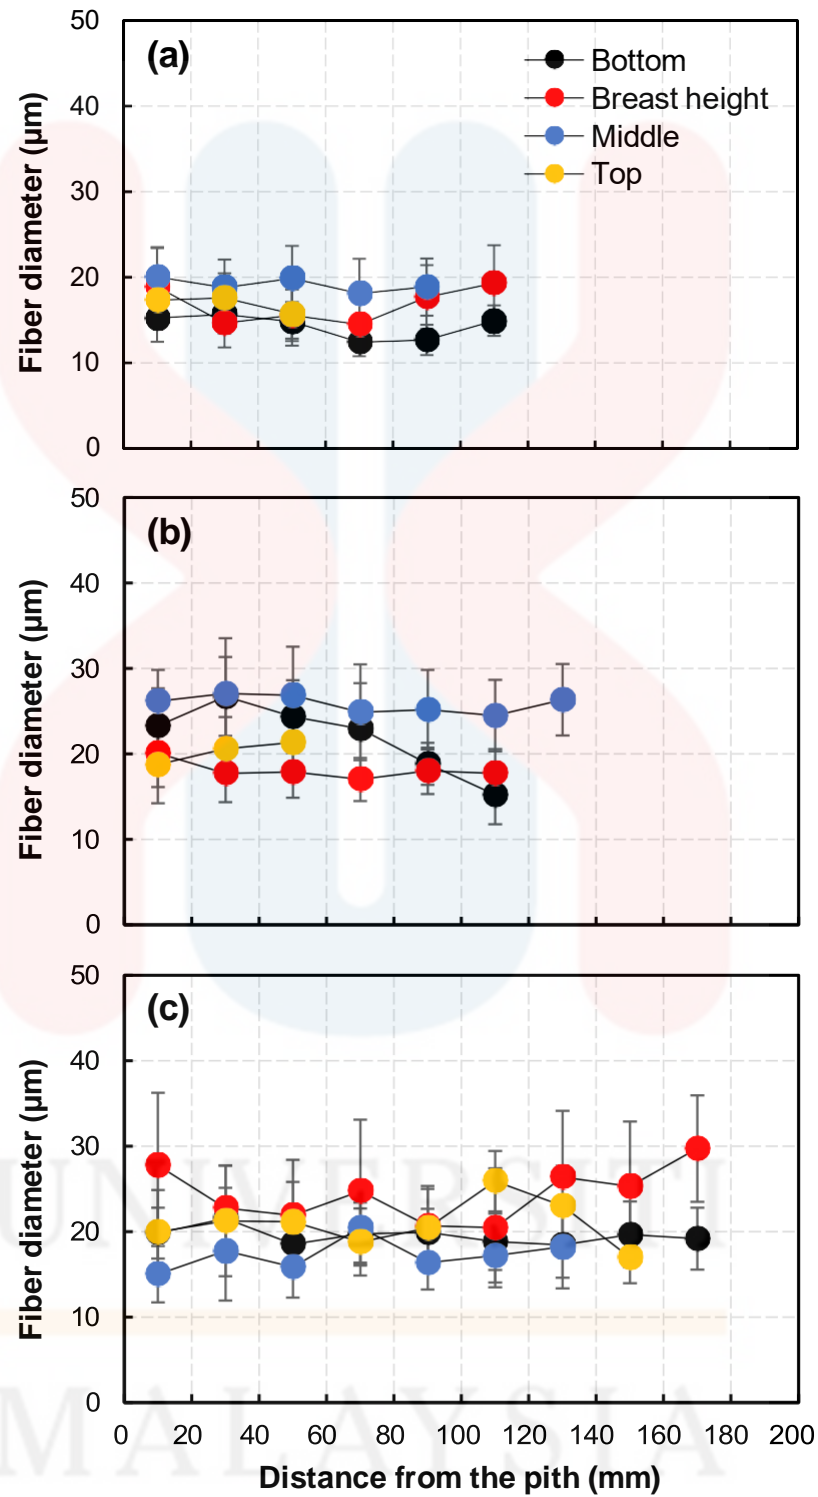 50
(a)
Bottom
Breast height
Middle
Top
40
30
20
10
0
Fiber diameter (µm)
50
(b)
40
30
20
10
0
Fiber diameter (µm)
50
(c)
40
30
20
10
0
Fiber diameter (µm)
UNIVERSITI
MALAYSIA
0 20 40 60 80 100 120 140 160 180 200
Distance from the pith (mm)